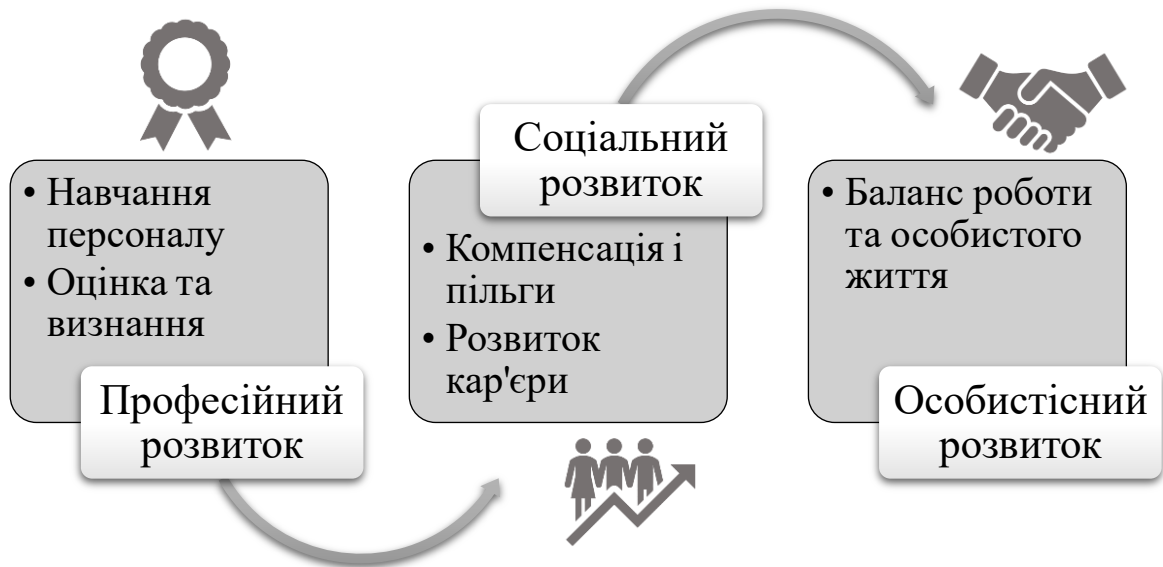 • Навчання
персоналу
• Оцінка та
визнання
Професійний
розвиток
Соціальний
розвиток
• Компенсація і
пільги
• Розвиток
кар'єри
• Баланс роботи
та особистого
життя
Особистісний
розвиток